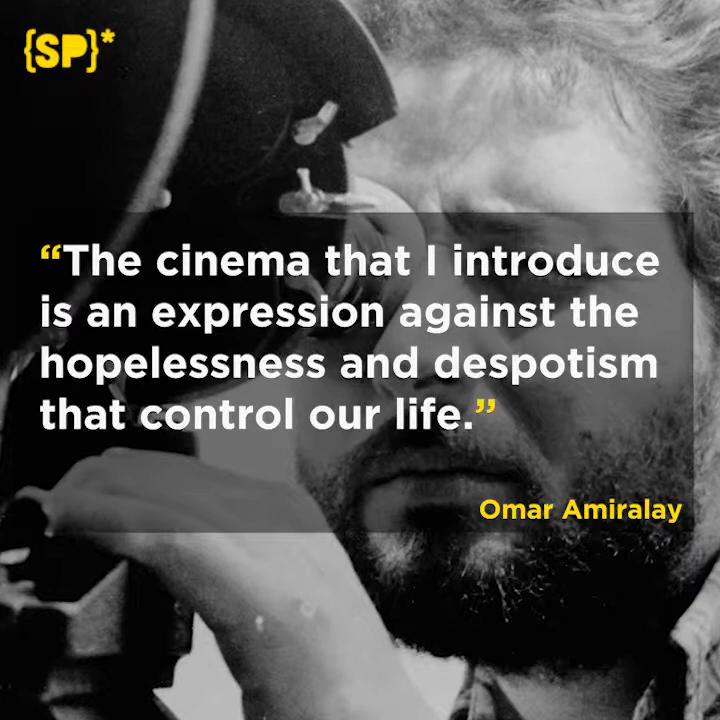 {SP}*
“The cinema that I introduce
is an expression against the
hopelessness and despotism
that control our life.”
Omar Amiralay